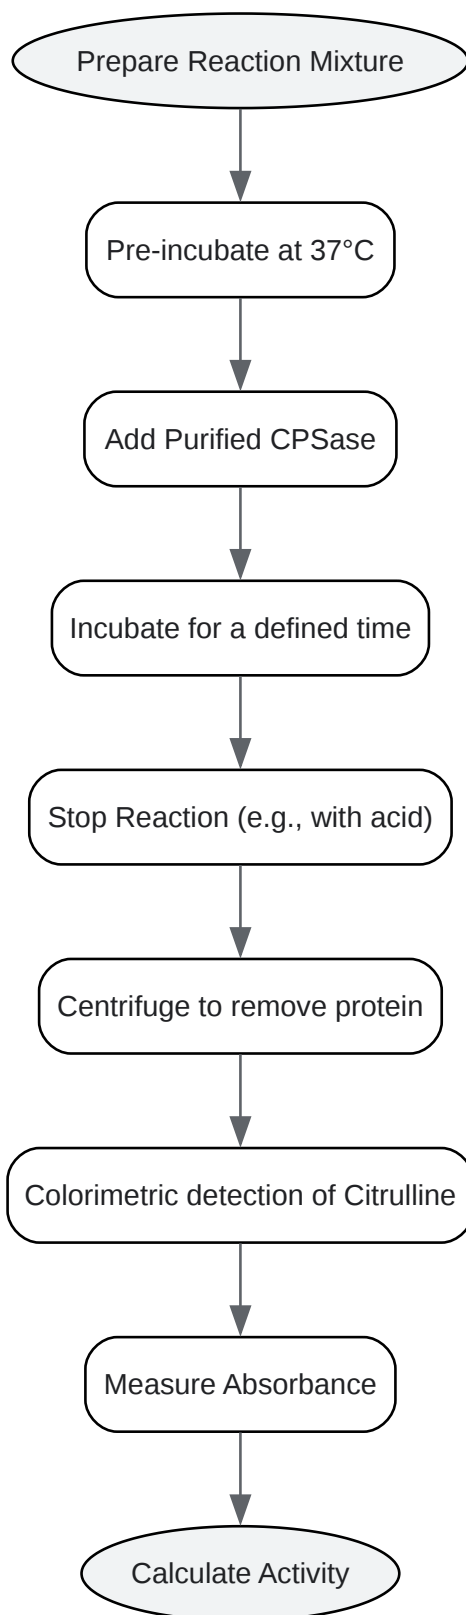 Prepare Reaction Mixture
Pre-incubate at 37°C
Add Purified CPSase
Incubate for a defined time
Stop Reaction (e.g., with acid)
Centrifuge to remove protein
Colorimetric detection of Citrulline
Measure Absorbance
Calculate Activity